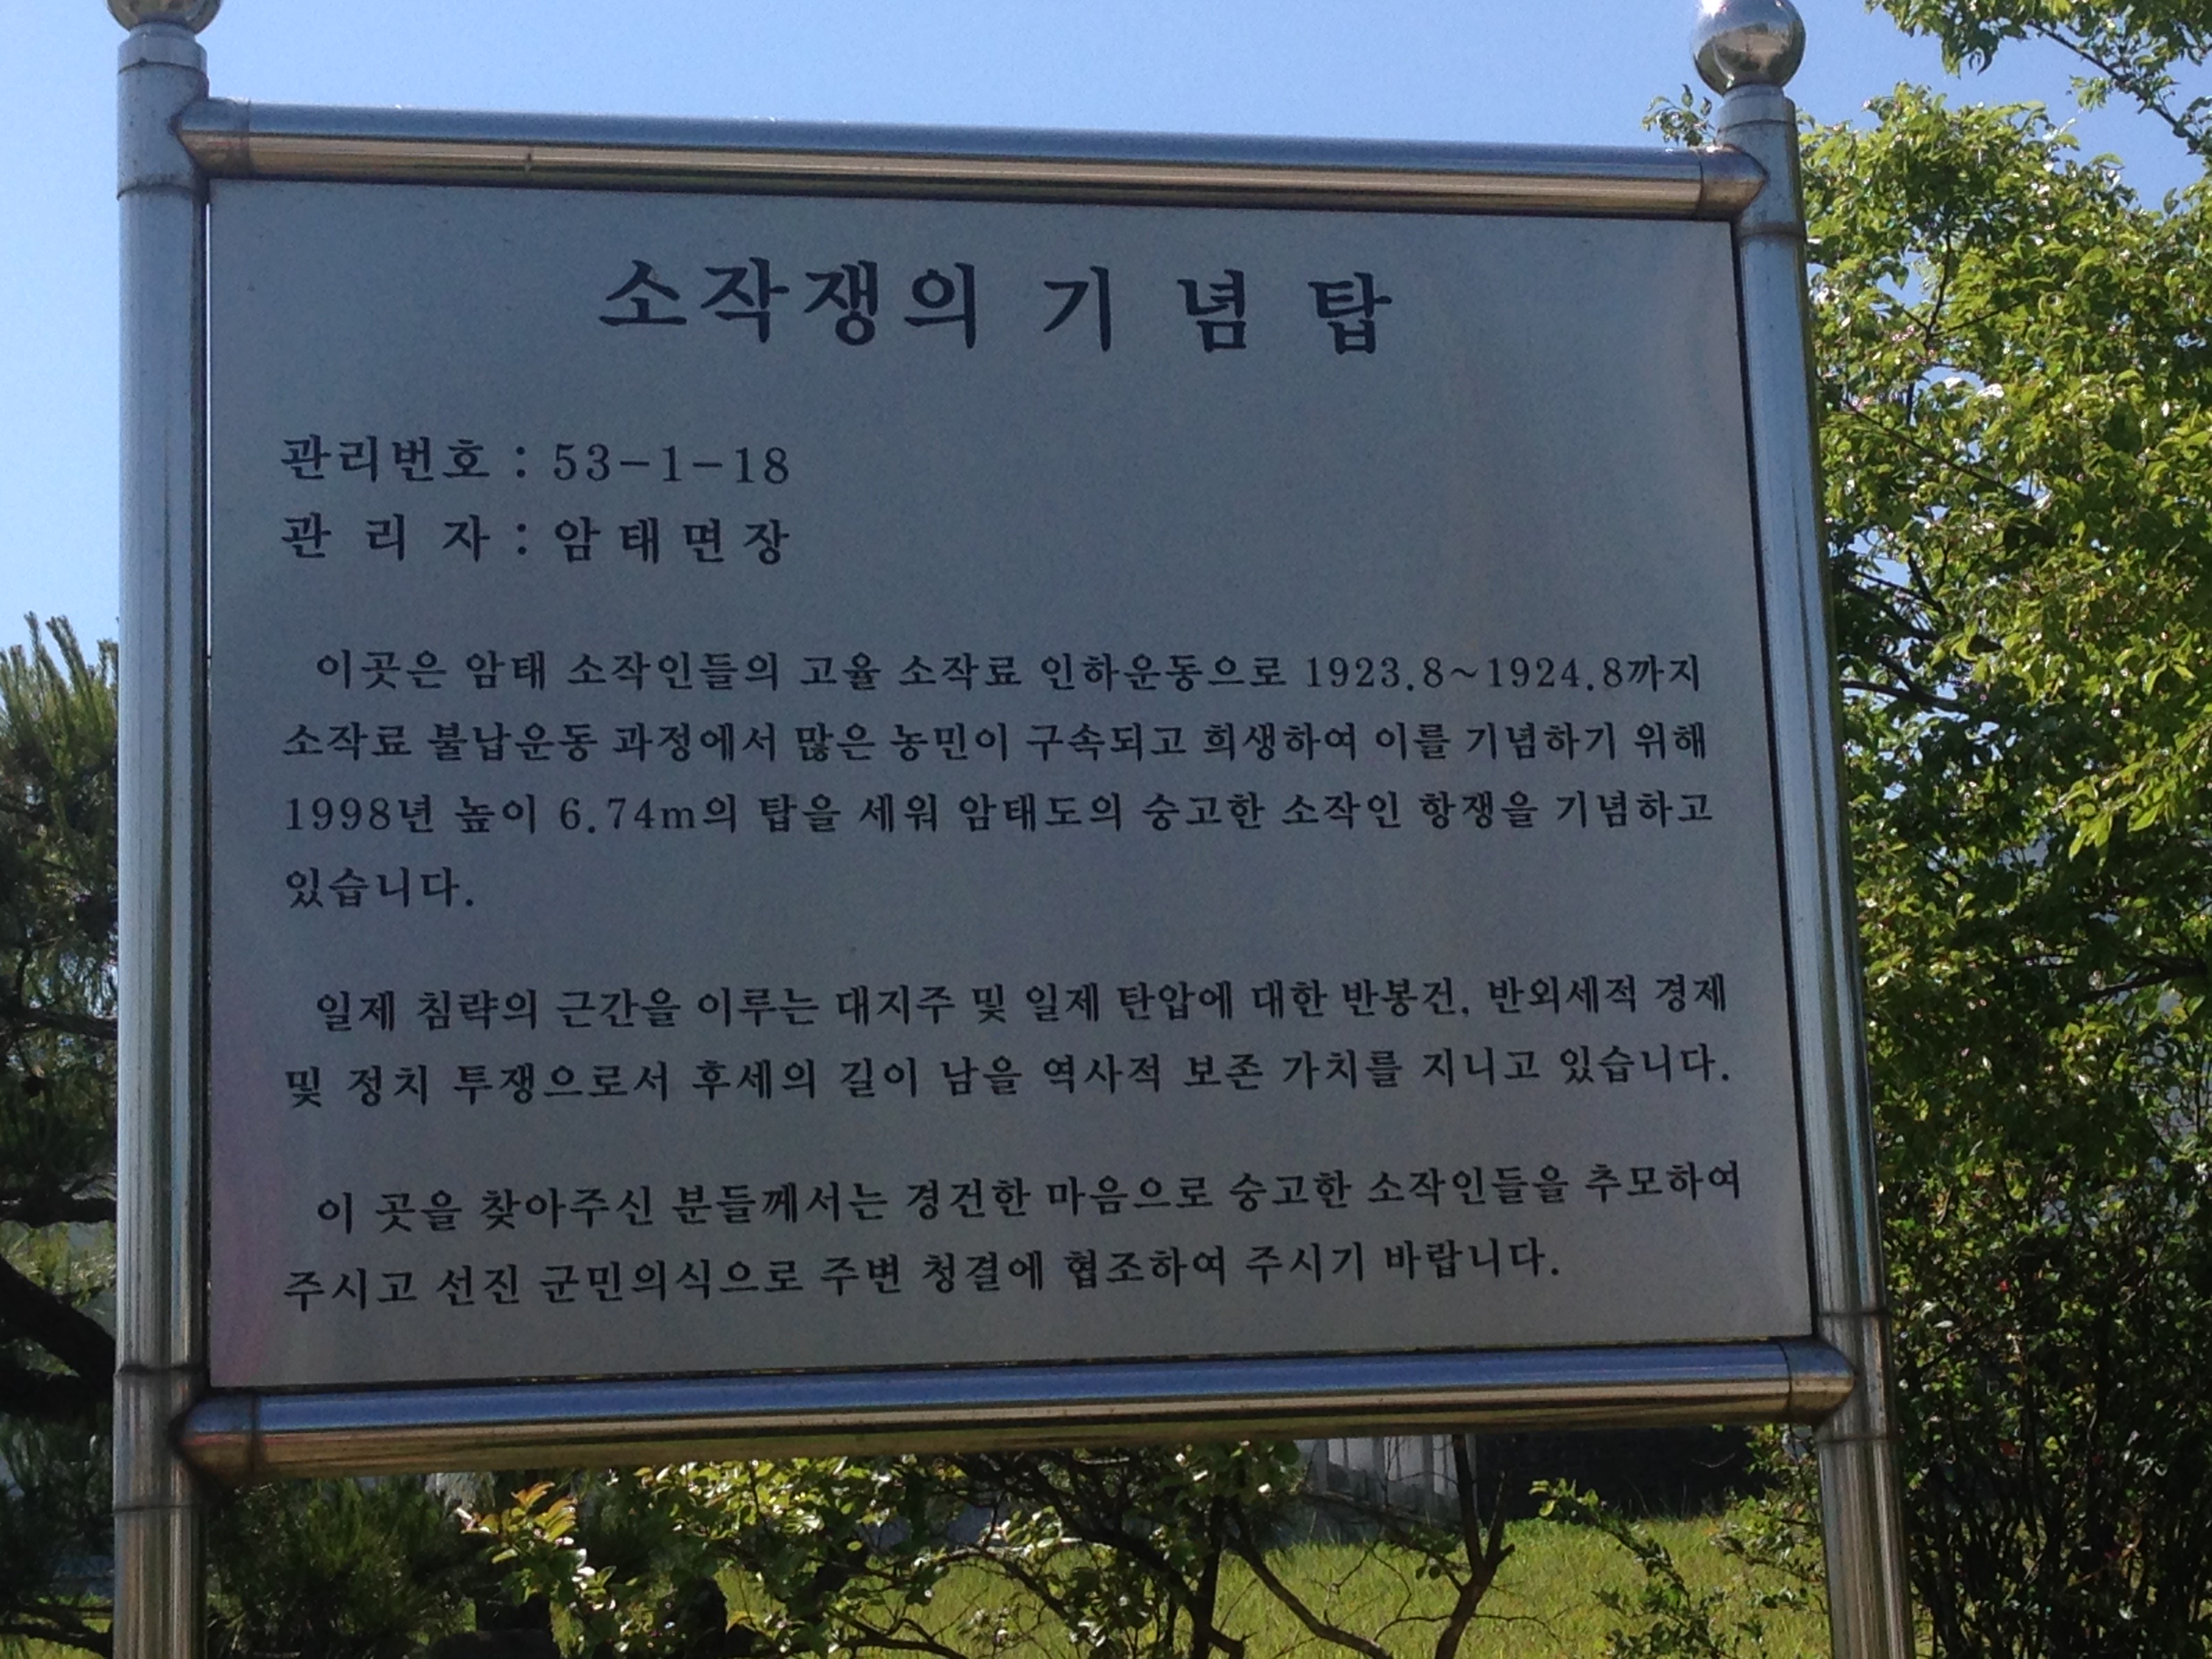 소작쟁의 기 념 탑
관리번호 : 53-1-18
관 리 자 : 암 태 면 장
이곳은 암태 소작인들의 고율 소작료 인하운동으로 1923.8~1924.8까지
소작료 불납운동 과정에서 많은 농민이 구속되고 희생하여 이를 기념하기 위해
1998년 높이 6.74m의 탑을 세워 암태도의 숭고한 소작인 항쟁을 기념하고
있습니다.
일제 침략의 근간을 이루는 대지주 및 일제 탄압에 대한 반봉건, 반외세적 경제
및 정치 투쟁으로서 후세의 길이 남을 역사적 보존 가치를 지니고 있습니다.
이 곳을 찾아주신 분들께서는 경건한 마음으로 숭고한 소작인들을 추모하여
주시고 선진 군민의식으로 주변 청결에 협조하여 주시기 바랍니다.